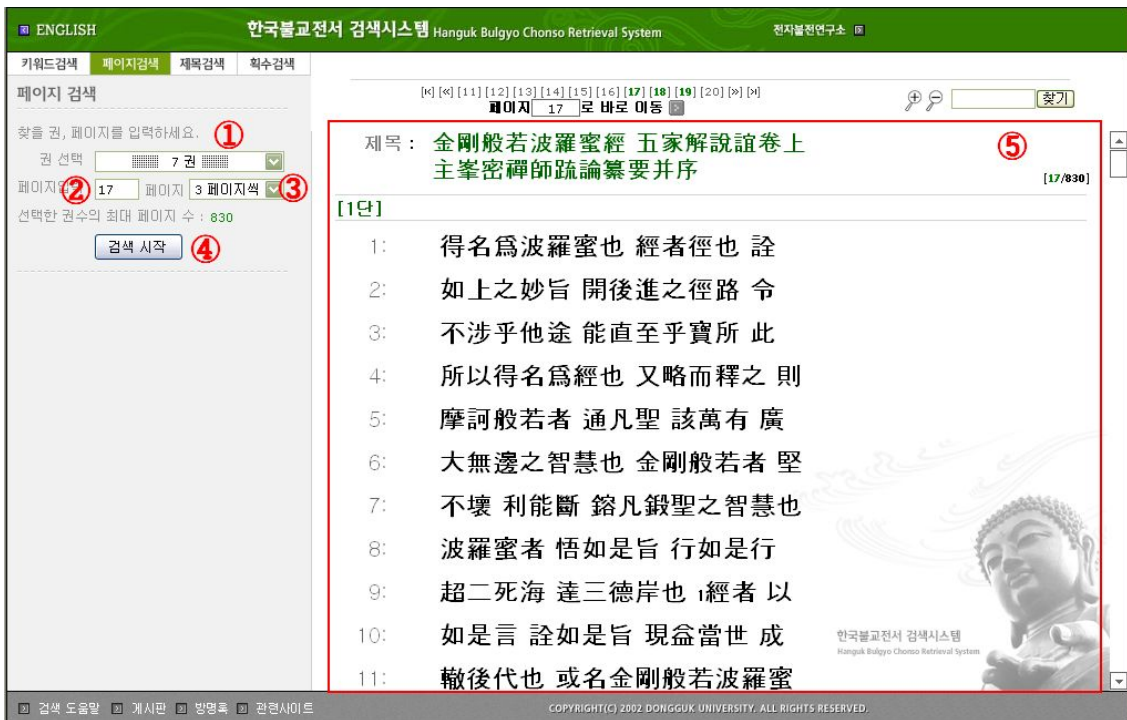 ENGLISH 한국불교전서 검색시스템 Hanguk Bulgyo Chonso Retrieval System 전자불전연구소
키워드검색 페이지검색 제목검색 획수검색
페이지 검색
찾을 권, 페이지를 입력하세요. ①
권 선택 7 권
② 17 페이지 3 페이지씩 ③
선택한 권수의 최대 페이지 수 : 830
검색 시작 ④
[11] [12] [13] [14] [15] [16] [17] [18] [19] [20]
페이지 17 로 바로 이동
찾기
제목 : 金剛般若波羅蜜經 五家解說誼卷上 ⑤
主峯密禪師䟽論纂要并序
[17/830]
[1단]
1: 得名爲波羅蜜也 經者徑也 詮
2: 如上之妙旨 開後進之徑路 令
3: 不涉乎他途 能直至乎寶所 此
4: 所以得名爲經也 又略而釋之 則
5: 摩訶般若者 通凡聖 該萬有 廣
6: 大無邊之智慧也 金剛般若者 堅
7: 不壞 利能斷 鎔凡鍛聖之智慧也
8: 波羅蜜者 悟如是旨 行如是行
9: 超二死海 達三德岸也 1經者 以
10: 如是言 詮如是旨 現益當世 成
11: 轍後代也 或名金剛般若波羅蜜
한국불교전서 검색시스템
Hanguk Bulgyo Chonso Retrieval System
검색 도움말 게시판 방명록 관련사이트 COPYRIGHT(C) 2002 DONGGUK UNIVERSITY. ALL RIGHTS RESERVED.